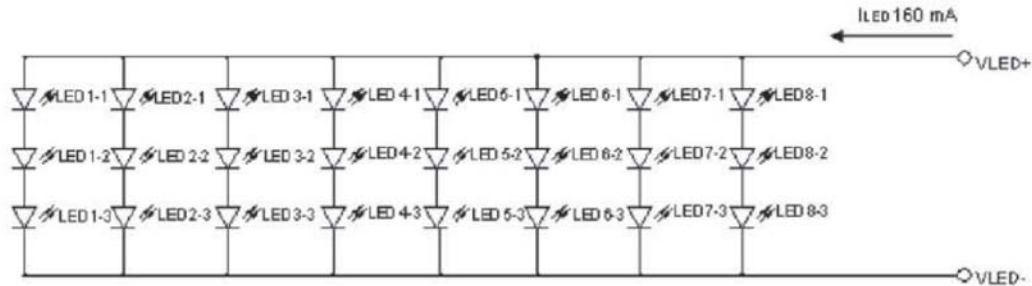 ILED 160 mA
VLED+
LED 1-1 LED 2-1 LED 3-1 LED 4-1 LED 5-1 LED 6-1 LED 7-1 LED 8-1
LED 1-2 LED 2-2 LED 3-2 LED 4-2 LED 5-2 LED 6-2 LED 7-2 LED 8-2
LED 1-3 LED 2-3 LED 3-3 LED 4-3 LED 5-3 LED 6-3 LED 7-3 LED 8-3
VLED-